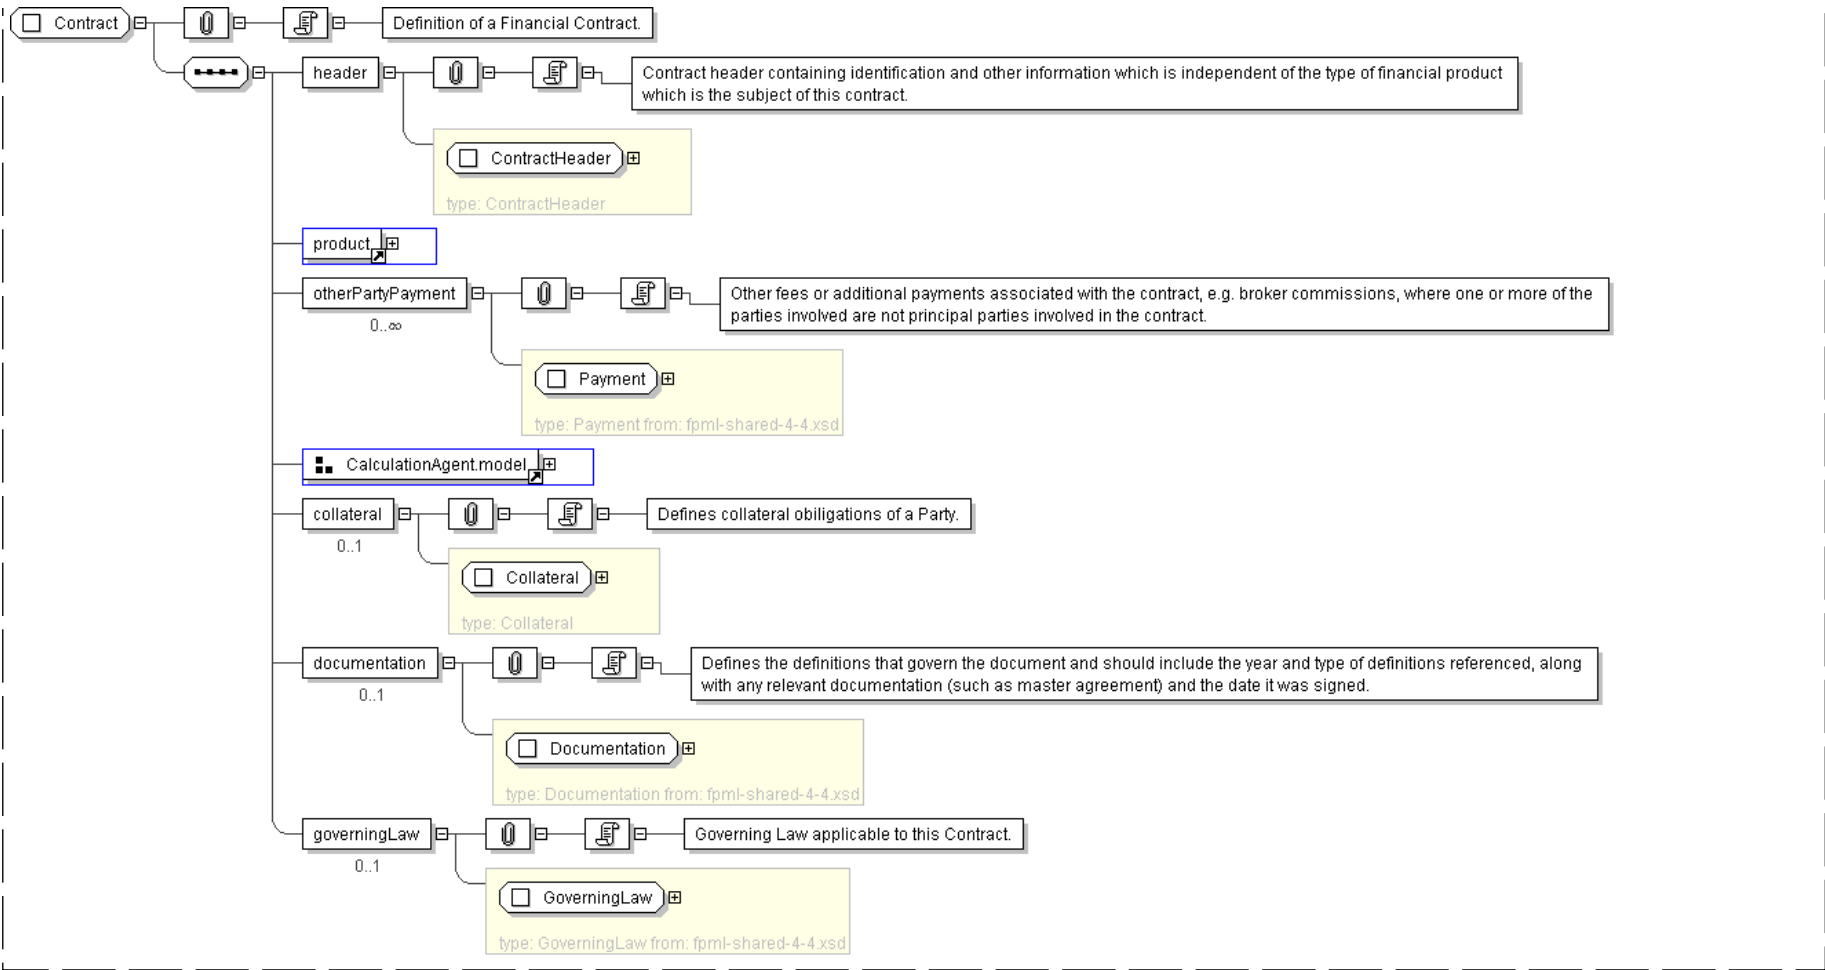 Contract
Definition of a Financial Contract.
header
Contract header containing identification and other information which is independent of the type of financial product
which is the subject of this contract.
ContractHeader
type: ContractHeader
product
otherPartyPayment
0..∞
Other fees or additional payments associated with the contract, e.g. broker commissions, where one or more of the
parties involved are not principal parties involved in the contract.
Payment
type: Payment from: fpml-shared-4-4.xsd
CalculationAgent.model
collateral
0..1
Defines collateral obiligations of a Party.
Collateral
type: Collateral
documentation
0..1
Defines the definitions that govern the document and should include the year and type of definitions referenced, along
with any relevant documentation (such as master agreement) and the date it was signed.
Documentation
type: Documentation from: fpml-shared-4-4.xsd
governingLaw
0..1
Governing Law applicable to this Contract.
GoverningLaw
type: GoverningLaw from: fpml-shared-4-4.xsd